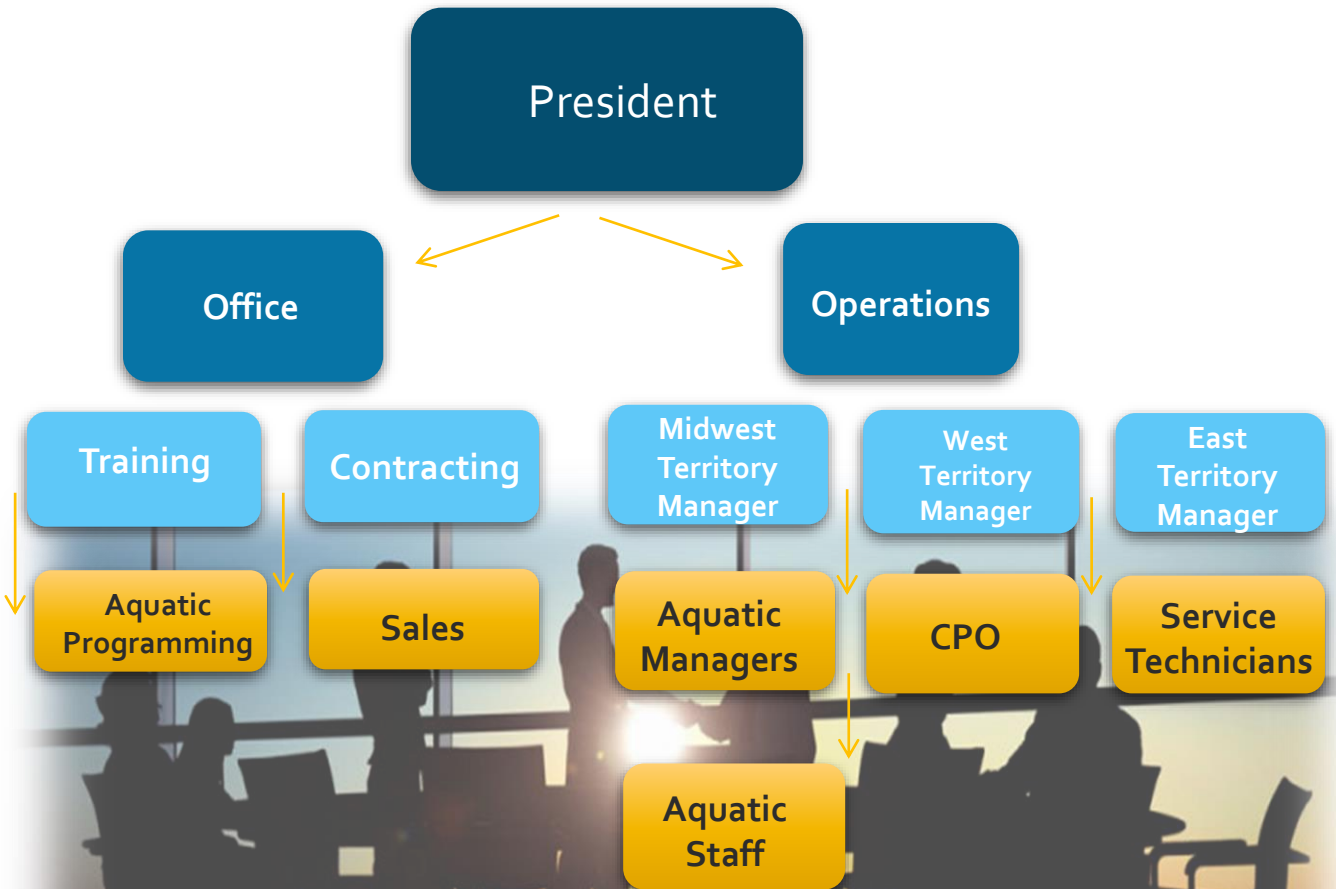 President
Office
Operations
Training
Contracting
Midwest
Territory
Manager
West
Territory
Manager
East
Territory
Manager
Aquatic
Programming
Sales
Aquatic
Managers
CPO
Service
Technicians
Aquatic
Staff